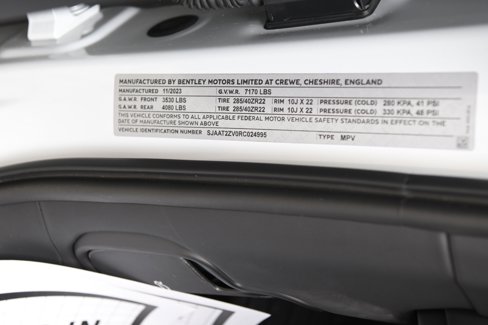 MANUFACTURED BY BENTLEY MOTORS LIMITED AT CREWE, CHESHIRE, ENGLAND
MANUFACTURED 11/2023 G.V.W.R. 7170 LBS
G.A.W.R. FRONT 3530 LBS TIRE 285/40ZR22 RIM 10J X 22 PRESSURE (COLD) 280 KPA, 41 PSI
G.A.W.R. REAR 4080 LBS TIRE 285/40ZR22 RIM 10J X 22 PRESSURE (COLD) 330 KPA, 48 PSI
THIS VEHICLE CONFORMS TO ALL APPLICABLE FEDERAL MOTOR VEHICLE SAFETY STANDARDS IN EFFECT ON THE
DATE OF MANUFACTURE SHOWN ABOVE
VEHICLE IDENTIFICATION NUMBER SJAAT2ZV0RC024995 TYPE MPV